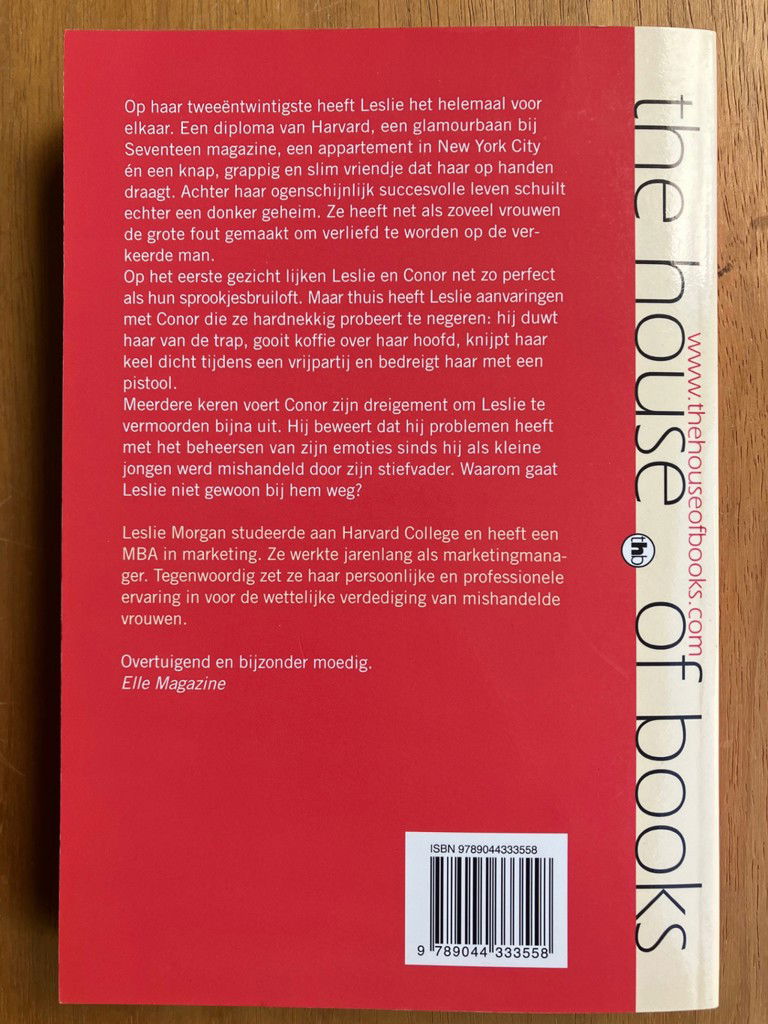 Op haar tweeëntwintigste heeft Leslie het helemaal voor
elkaar. Een diploma van Harvard, een glamourbaan bij
Seventeen magazine, een appartement in New York City
én een knap, grappig en slim vriendje dat haar op handen
draagt. Achter haar ogenschijnlijk succesvolle leven schuilt
echter een donker geheim. Ze heeft net als zoveel vrouwen
de grote fout gemaakt om verliefd te worden op de ver-
keerde man.
Op het eerste gezicht lijken Leslie en Conor net zo perfect
als hun sprookjesbruiloft. Maar thuis heeft Leslie aanvaringen
met Conor die ze hardnekkig probeert te negeren: hij duwt
haar van de trap, gooit koffie over haar hoofd, knijpt haar
keel dicht tijdens een vrijpartij en bedreigt haar met een
pistool.
Meerdere keren voert Conor zijn dreigement om Leslie te
vermoorden bijna uit. Hij beweert dat hij problemen heeft
met het beheersen van zijn emoties sinds hij als kleine
jongen werd mishandeld door zijn stiefvader. Waarom gaat
Leslie niet gewoon bij hem weg?
Leslie Morgan studeerde aan Harvard College en heeft een
MBA in marketing. Ze werkte jarenlang als marketingmana-
ger. Tegenwoordig zet ze haar persoonlijke en professionele
ervaring in voor de wettelijke verdediging van mishandelde
vrouwen.
Overtuigend en bijzonder moedig.
Elle Magazine
ISBN 9789044333558
9 789044 333558
the house of books
thb
www.thehouseofbooks.com